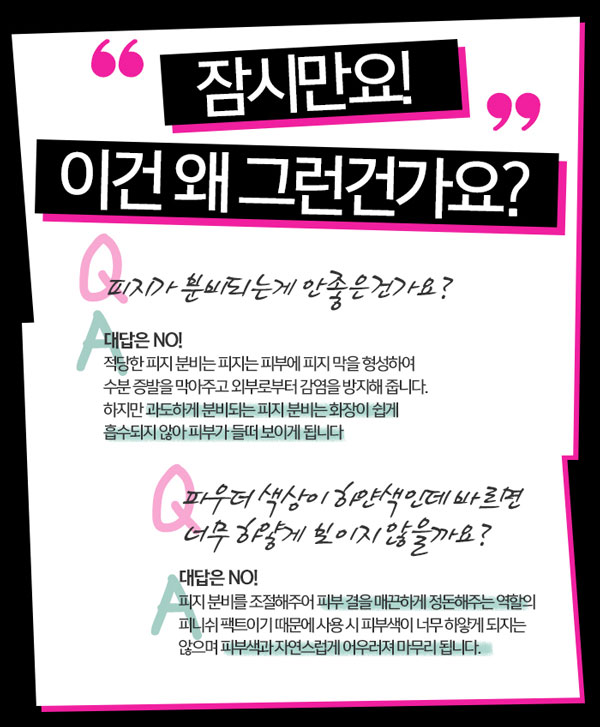 “
잠시만요!
”
이건 왜 그런건가요?
Q 피지가 분비되는게 안좋은건가요?
A 대답은 NO!
적당한 피지 분비는 피지는 피부에 피지 막을 형성하여
수분 증발을 막아주고 외부로부터 감염을 방지해 줍니다.
하지만 과도하게 분비되는 피지 분비는 화장이 쉽게
흡수되지 않아 피부가 들떠 보이게 됩니다
Q 파우더 색상이 하얀색인데 바르면
너무 하얗게 보이지 않을까요?
A 대답은 NO!
피지 분비를 조절해주어 피부 결을 매끈하게 정돈해주는 역할의
피니쉬 팩트이기 때문에 사용 시 피부색이 너무 하얗게 되지는
않으며 피부색과 자연스럽게 어우러져 마무리 됩니다.